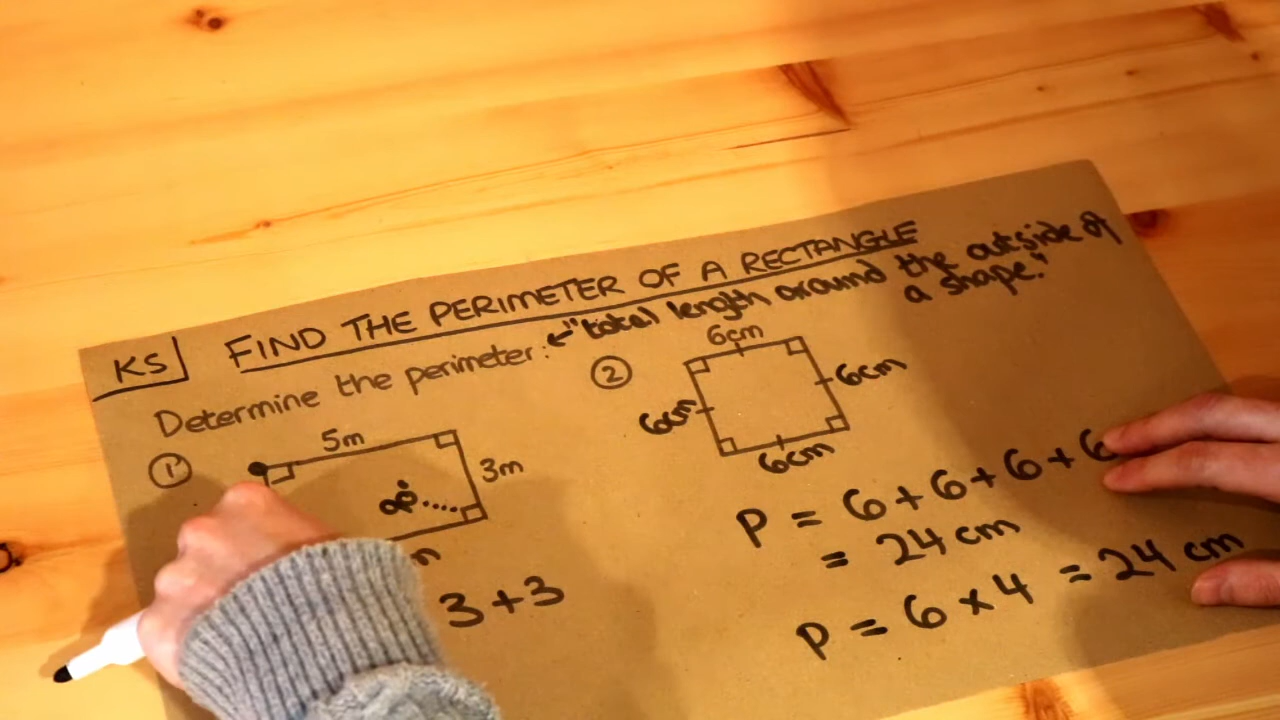 KS
FIND THE PERIMETER OF A RECTANGLE
Determine the perimeter: ← "total length around the outside of
a shape."
①
5m
3m
90°
3+3
②
6cm
6cm
6cm
6cm
P = 6+6+6+6
= 24 cm
P = 6 × 4 = 24 cm